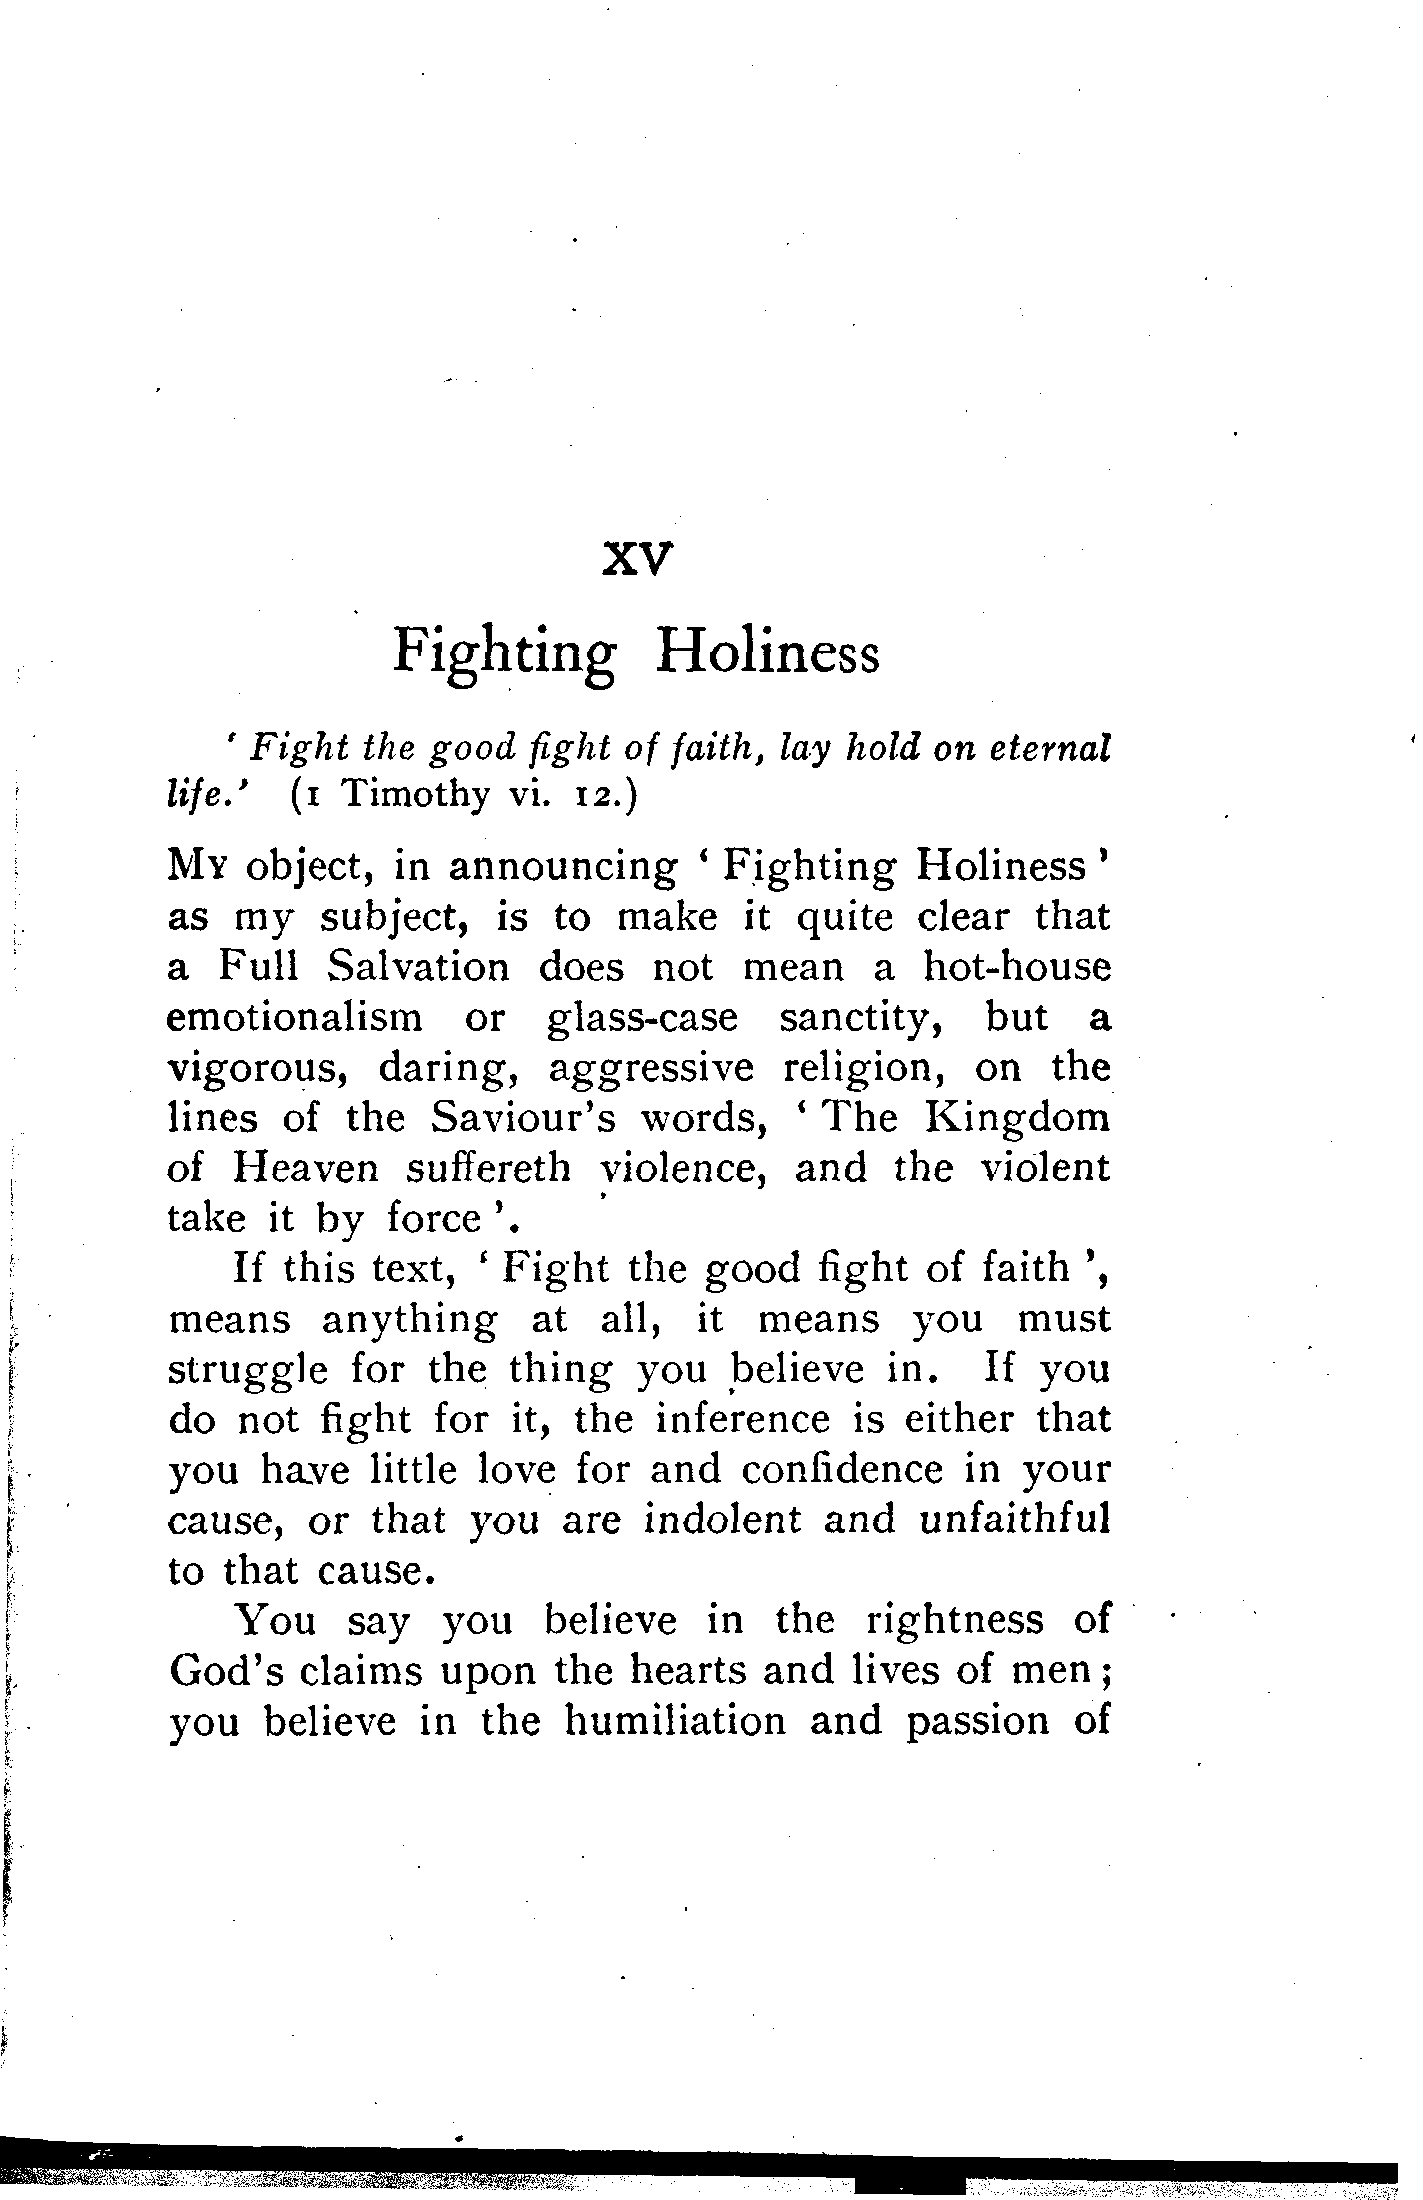 XV
Fighting Holiness
‘ Fight the good fight of faith, lay hold on eternal
life.’ (1 Timothy vi. 12.)
My object, in announcing ‘ Fighting Holiness ’
as my subject, is to make it quite clear that
a Full Salvation does not mean a hot-house
emotionalism or glass-case sanctity, but a
vigorous, daring, aggressive religion, on the
lines of the Saviour’s words, ‘ The Kingdom
of Heaven suffereth violence, and the violent
take it by force ’.
If this text, ‘ Fight the good fight of faith ’,
means anything at all, it means you must
struggle for the thing you believe in. If you
do not fight for it, the inference is either that
you have little love for and confidence in your
cause, or that you are indolent and unfaithful
to that cause.
You say you believe in the rightness of
God’s claims upon the hearts and lives of men ;
you believe in the humiliation and passion of